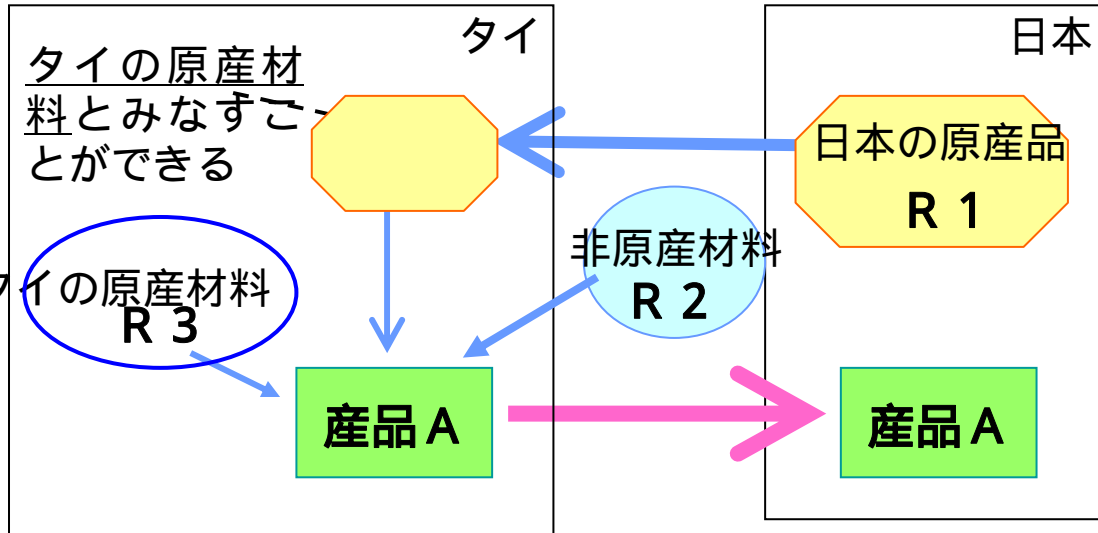 タイ
日本
タイの原産材
料とみなすこ
とができる
日本の原産品
R 1
非原産材料
R 2
タイの原産材料
R 3
産品A
産品A